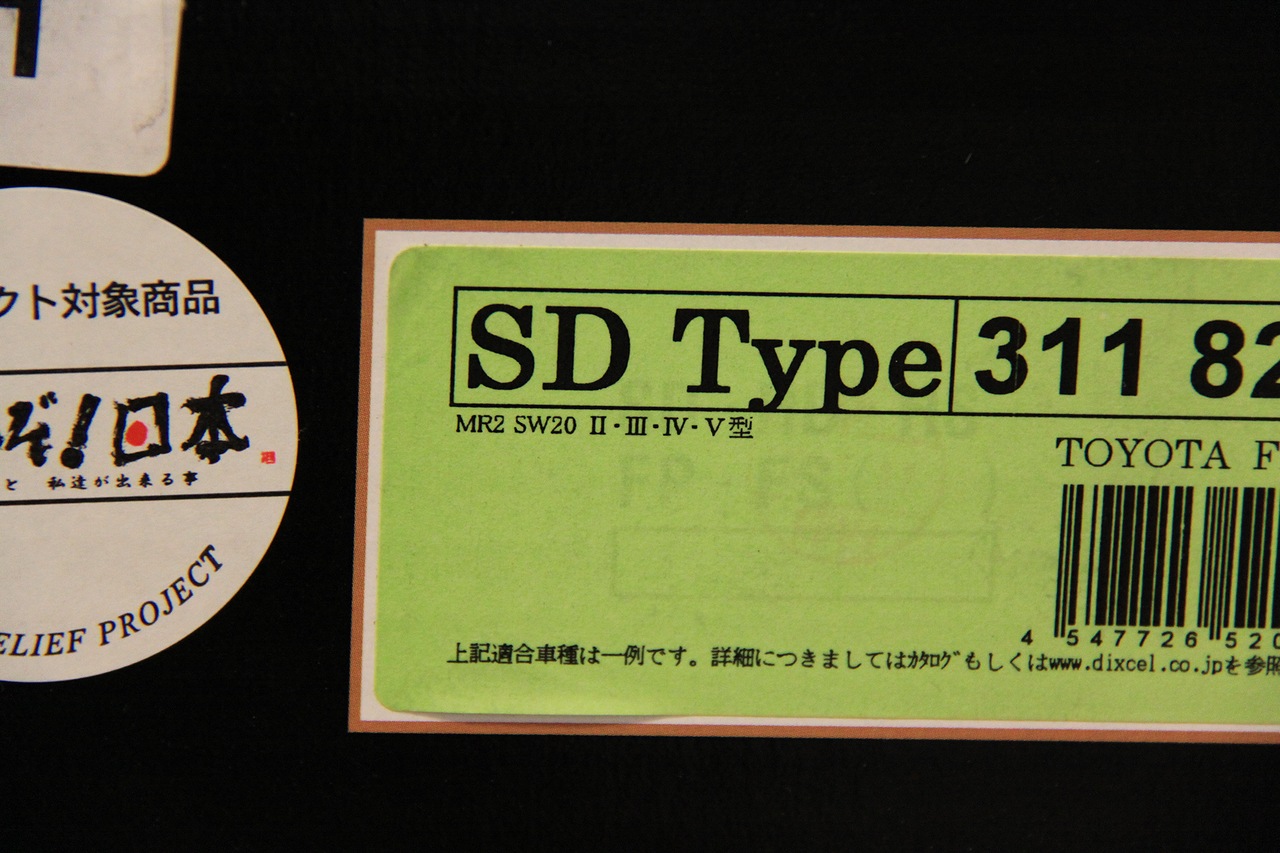 クト対象商品
ぞ!日本
と 私達が出来る事
ELIEF PROJECT
SD Type 311 82
MR2 SW20 Ⅱ・Ⅲ・Ⅳ・Ⅴ型
TOYOTA F
4 547726 520
上記適合車種は一例です。詳細につきましてはｶﾀﾛｸﾞもしくはwww.dixcel.co.jpを参照